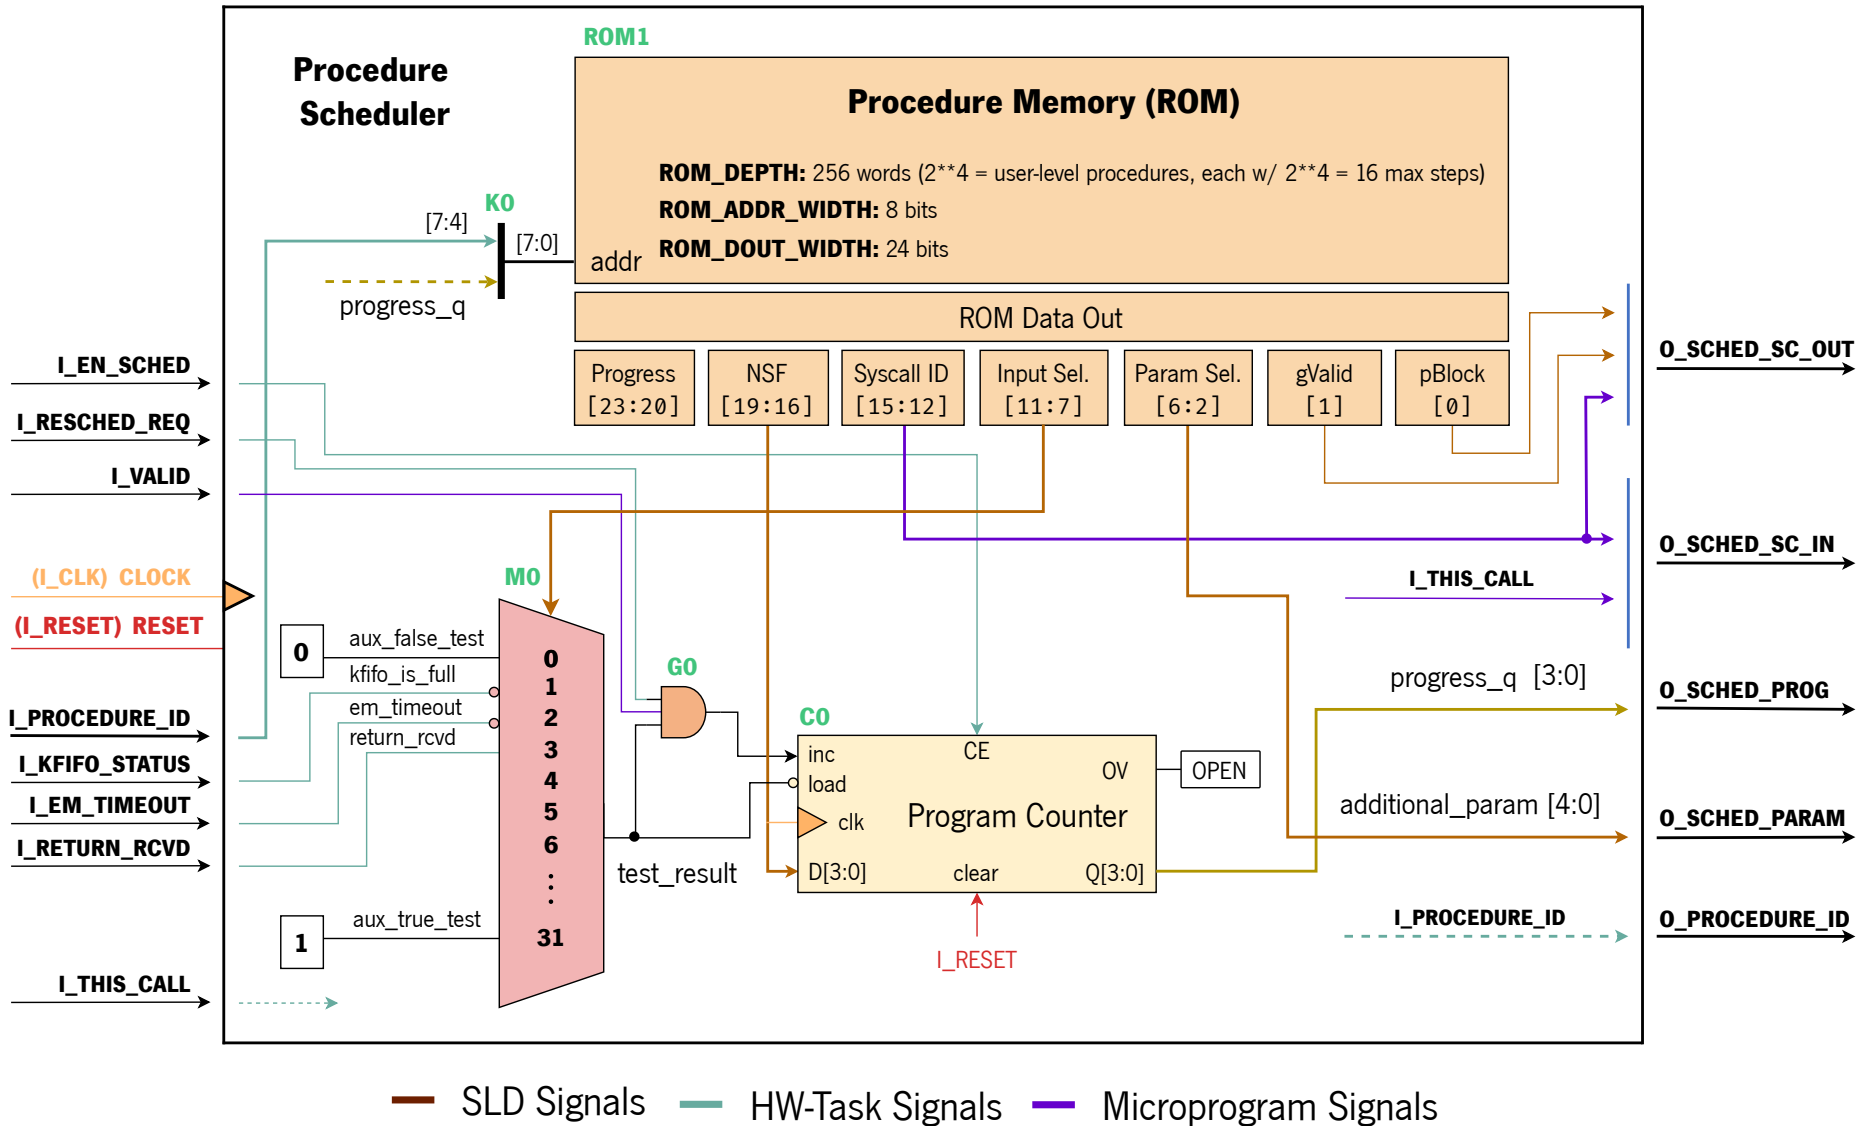 ROM1
Procedure
Scheduler
Procedure Memory (ROM)
ROM_DEPTH: 256 words (2**4 = user-level procedures, each w/ 2**4 = 16 max steps)
ROM_ADDR_WIDTH: 8 bits
ROM_DOUT_WIDTH: 24 bits
addr
K0
[7:4]
[7:0]
progress_q
ROM Data Out
Progress
[23:20]
NSF
[19:16]
Syscall ID
[15:12]
Input Sel.
[11:7]
Param Sel.
[6:2]
gValid
[1]
pBlock
[0]
I_EN_SCHED
I_RESCHED_REQ
I_VALID
(I_CLK) CLOCK
(I_RESET) RESET
I_PROCEDURE_ID
I_KFIFO_STATUS
I_EM_TIMEOUT
I_RETURN_RCVD
I_THIS_CALL
M0
0
aux_false_test
kfifo_is_full
em_timeout
return_rcvd
1
aux_true_test
0
1
2
3
4
5
6
31
test_result
G0
C0
inc
load
clk
D[3:0]
CE
Program Counter
clear
OV
Q[3:0]
OPEN
I_RESET
I_THIS_CALL
progress_q [3:0]
additional_param [4:0]
I_PROCEDURE_ID
O_SCHED_SC_OUT
O_SCHED_SC_IN
O_SCHED_PROG
O_SCHED_PARAM
O_PROCEDURE_ID
SLD Signals
HW-Task Signals
Microprogram Signals